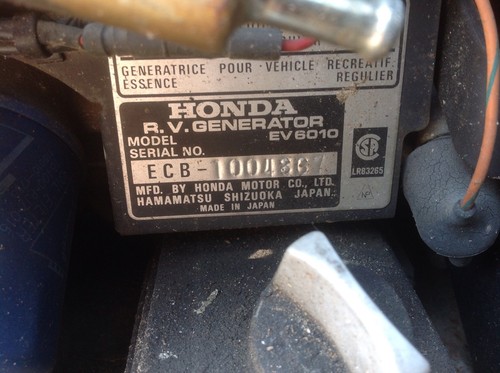 GENERATRICE POUR VEHICLE RECREATIF
ESSENCE REGULIER
HONDA
R.V. GENERATOR
MODEL EV6010
SERIAL NO.
ECB-1004367
MFD. BY HONDA MOTOR CO., LTD.
HAMAMATSU SHIZUOKA JAPAN
MADE IN JAPAN
LR83265